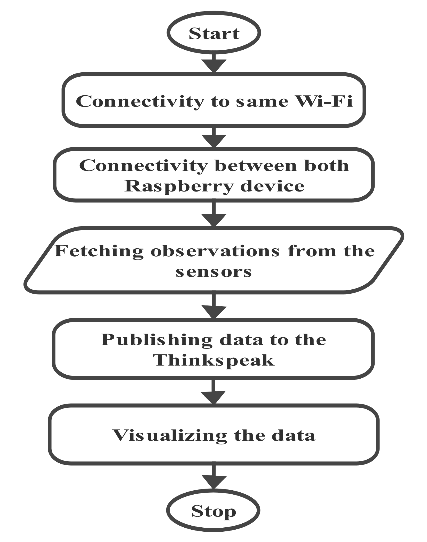 Start
Connectivity to same Wi-Fi
Connectivity between both
Raspberry device
Fetching observations from the
sensors
Publishing data to the
Thinkspeak
Visualizing the data
Stop